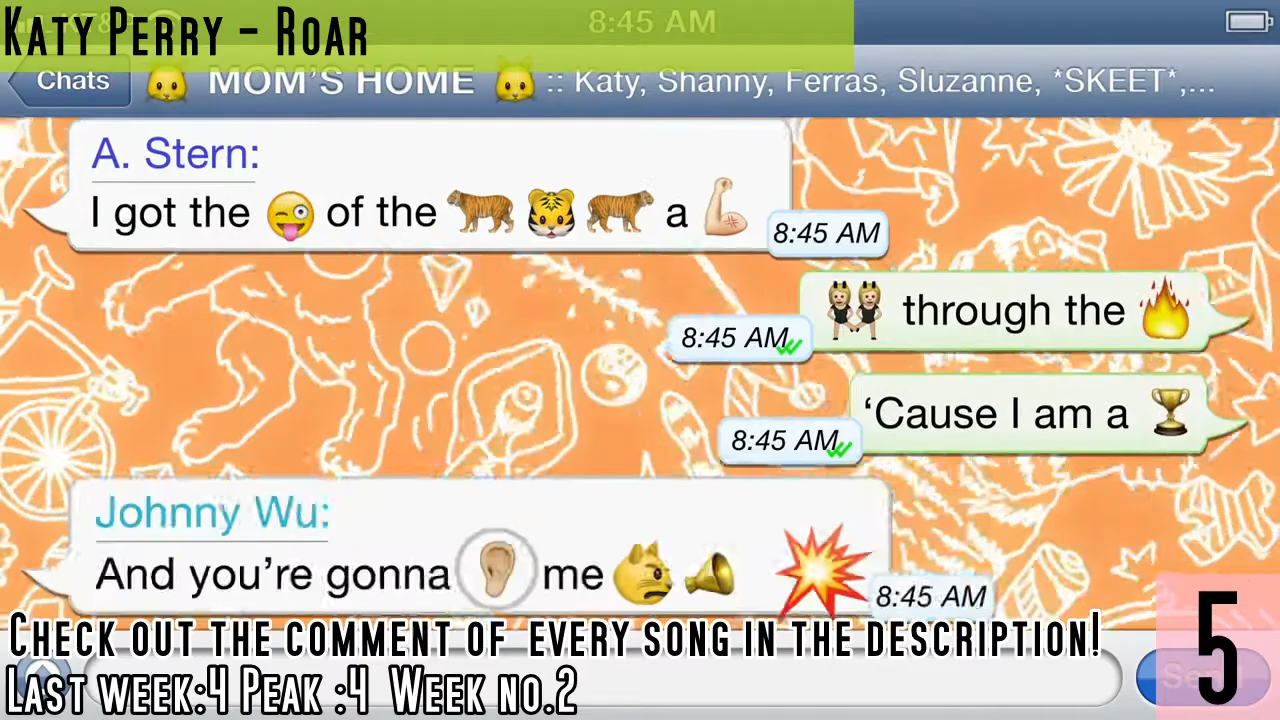 Katy Perry - Roar
8:45 AM
Chats
MOM'S HOME :: Katy, Shanny, Ferras, Sluzanne, *SKEET*,...
A. Stern:
I got the 😜 of the 🐅 🐯 🐅 a 💪
8:45 AM
👯 through the 🔥
8:45 AM
'Cause I am a 🏆
8:45 AM
Johnny Wu:
And you're gonna 👂 me 😾 📢 💥
8:45 AM
Check out the comment of every song in the description!
Last week:4 Peak :4 Week no.2
5